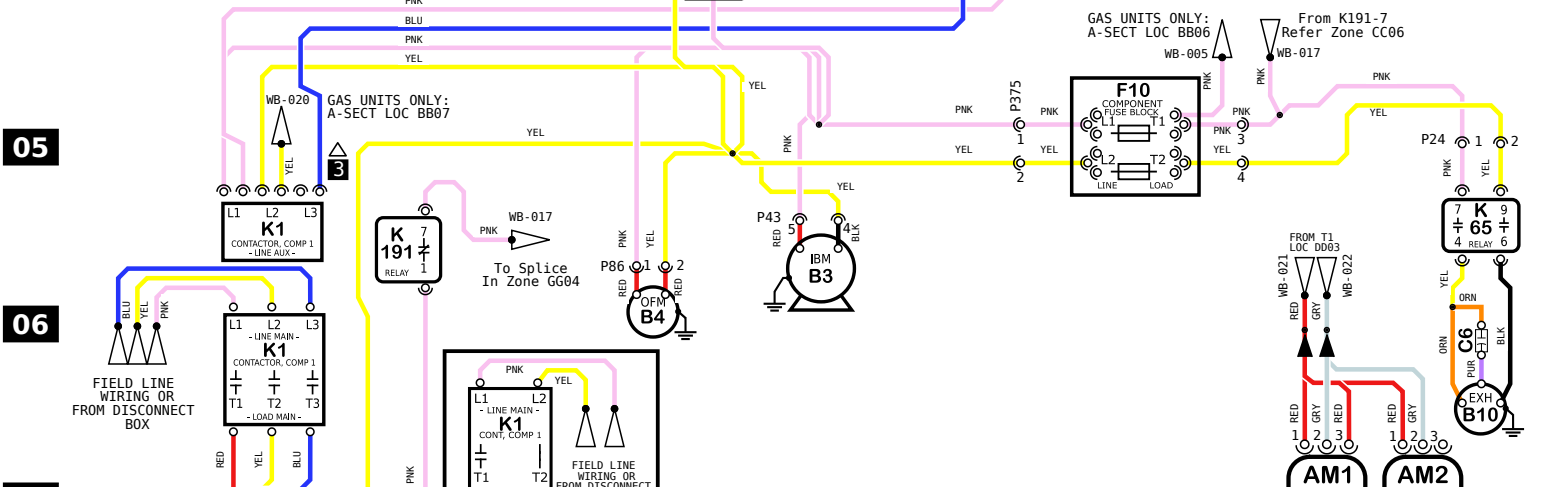 PNK
BLU
PNK
YEL
YEL
YEL
PNK
YEL
PNK
GAS UNITS ONLY:
A-SECT LOC BB06
WB-005
PNK
From K191-7
Refer Zone CC06
WB-017
PNK
PNK
YEL
05
WB-020
YEL
GAS UNITS ONLY:
A-SECT LOC BB07
3
L1 L2 L3
K1
CONTACTOR, COMP 1
- LINE AUX -
K
191
7
1
RELAY
PNK
WB-017
To Splice
In Zone GG04
PNK
PNK
YEL
P86
1
2
RED
RED
OFM
B4
P43
5
4
RED
BLK
IBM
B3
P375
1
2
PNK
YEL
F10
COMPONENT
FUSE BLOCK
L1 T1
L2 T2
LINE LOAD
PNK
3
YEL
4
P24
1
2
PNK
YEL
K
65
7
9
4
6
RELAY
YEL
ORN
ORN
C6
PUR
BLK
EXH
B10
06
BLU
YEL
PNK
FIELD LINE
WIRING OR
FROM DISCONNECT
BOX
L1 L2 L3
- LINE MAIN -
K1
CONTACTOR, COMP 1
T1 T2 T3
- LOAD MAIN -
RED
YEL
BLU
PNK
YEL
L1 L2
- LINE MAIN -
K1
CONT, COMP 1
T1 T2
FIELD LINE
WIRING OR
FROM DISCONNECT
FROM T1
LOC DD03
WB-021
WB-022
RED
GRY
RED
GRY
RED
1 2 3
AM1
RED
GRY
1 2 3
AM2